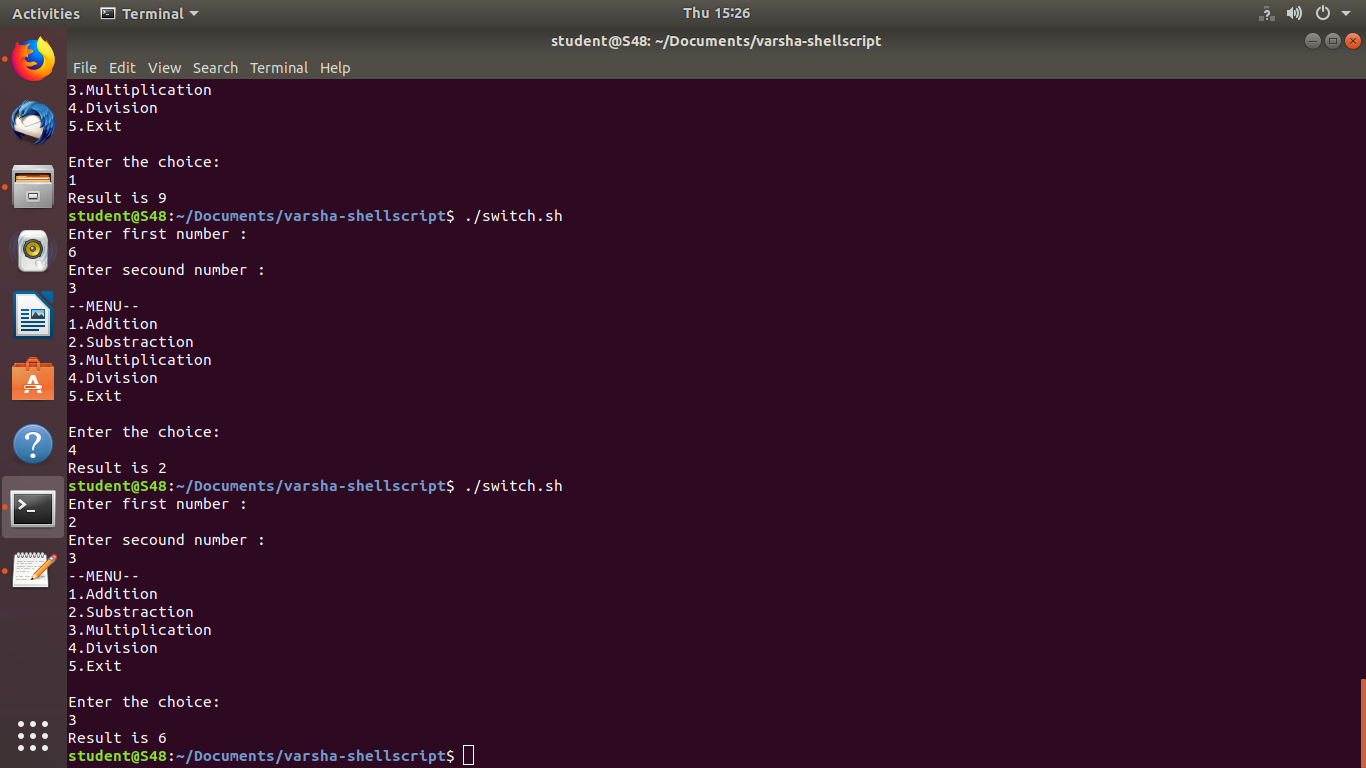 Activities Terminal Thu 15:26
student@S48: ~/Documents/varsha-shellscript
File Edit View Search Terminal Help
3.Multiplication
4.Division
5.Exit
Enter the choice:
1
Result is 9
student@S48:~/Documents/varsha-shellscript$ ./switch.sh
Enter first number :
6
Enter secound number :
3
--MENU--
1.Addition
2.Substraction
3.Multiplication
4.Division
5.Exit
Enter the choice:
4
Result is 2
student@S48:~/Documents/varsha-shellscript$ ./switch.sh
Enter first number :
2
Enter secound number :
3
--MENU--
1.Addition
2.Substraction
3.Multiplication
4.Division
5.Exit
Enter the choice:
3
Result is 6
student@S48:~/Documents/varsha-shellscript$